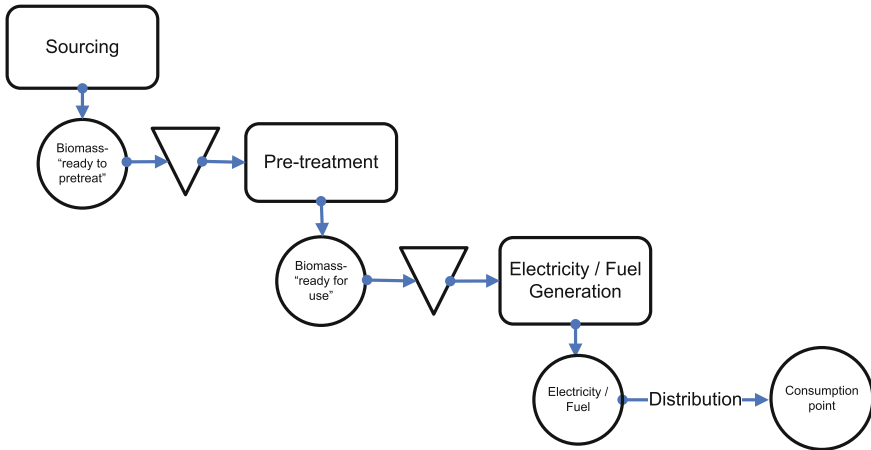 Sourcing
Biomass-
“ready to
pretreat”
Pre-treatment
Biomass-
“ready for
use”
Electricity / Fuel
Generation
Electricity /
Fuel
Distribution
Consumption
point